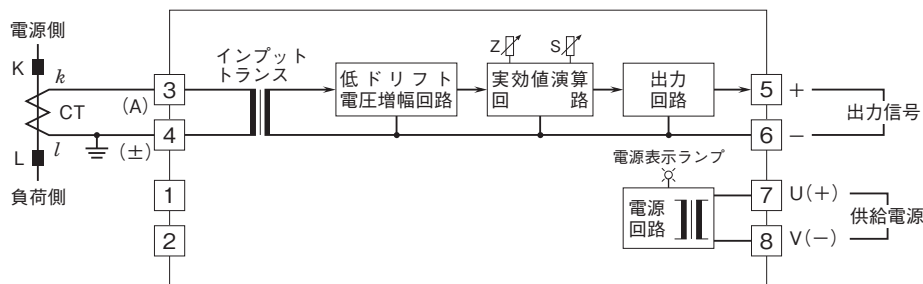 電源側
K
k
CT
L
l
負荷側
(A)
3
(±)
4
1
2
インプット
トランス
低ドリフト
電圧増幅回路
Z
S
実効値演算
回路
出力
回路
5
+
6
−
出力信号
電源表示ランプ
電源
回路
7
U(+)
8
V(−)
供給電源